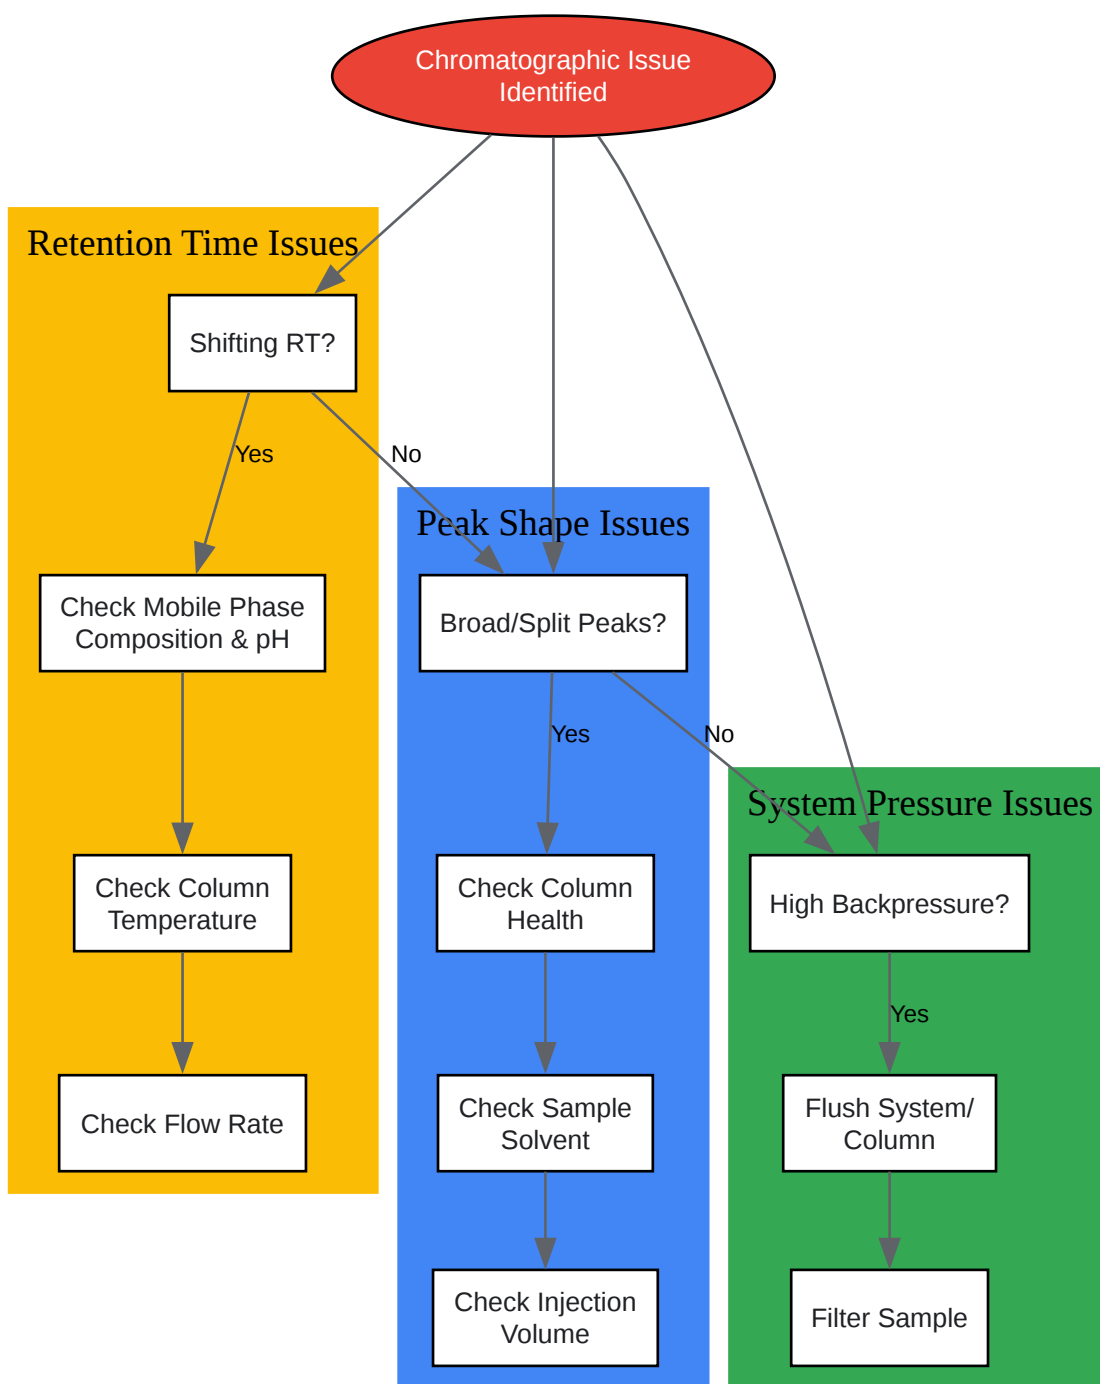 Chromatographic Issue
Identified
Retention Time Issues
Shifting RT?
Yes
No
Check Mobile Phase
Composition & pH
Check Column
Temperature
Check Flow Rate
Peak Shape Issues
Broad/Split Peaks?
Yes
No
Check Column
Health
Check Sample
Solvent
Check Injection
Volume
System Pressure Issues
High Backpressure?
Yes
Flush System/
Column
Filter Sample